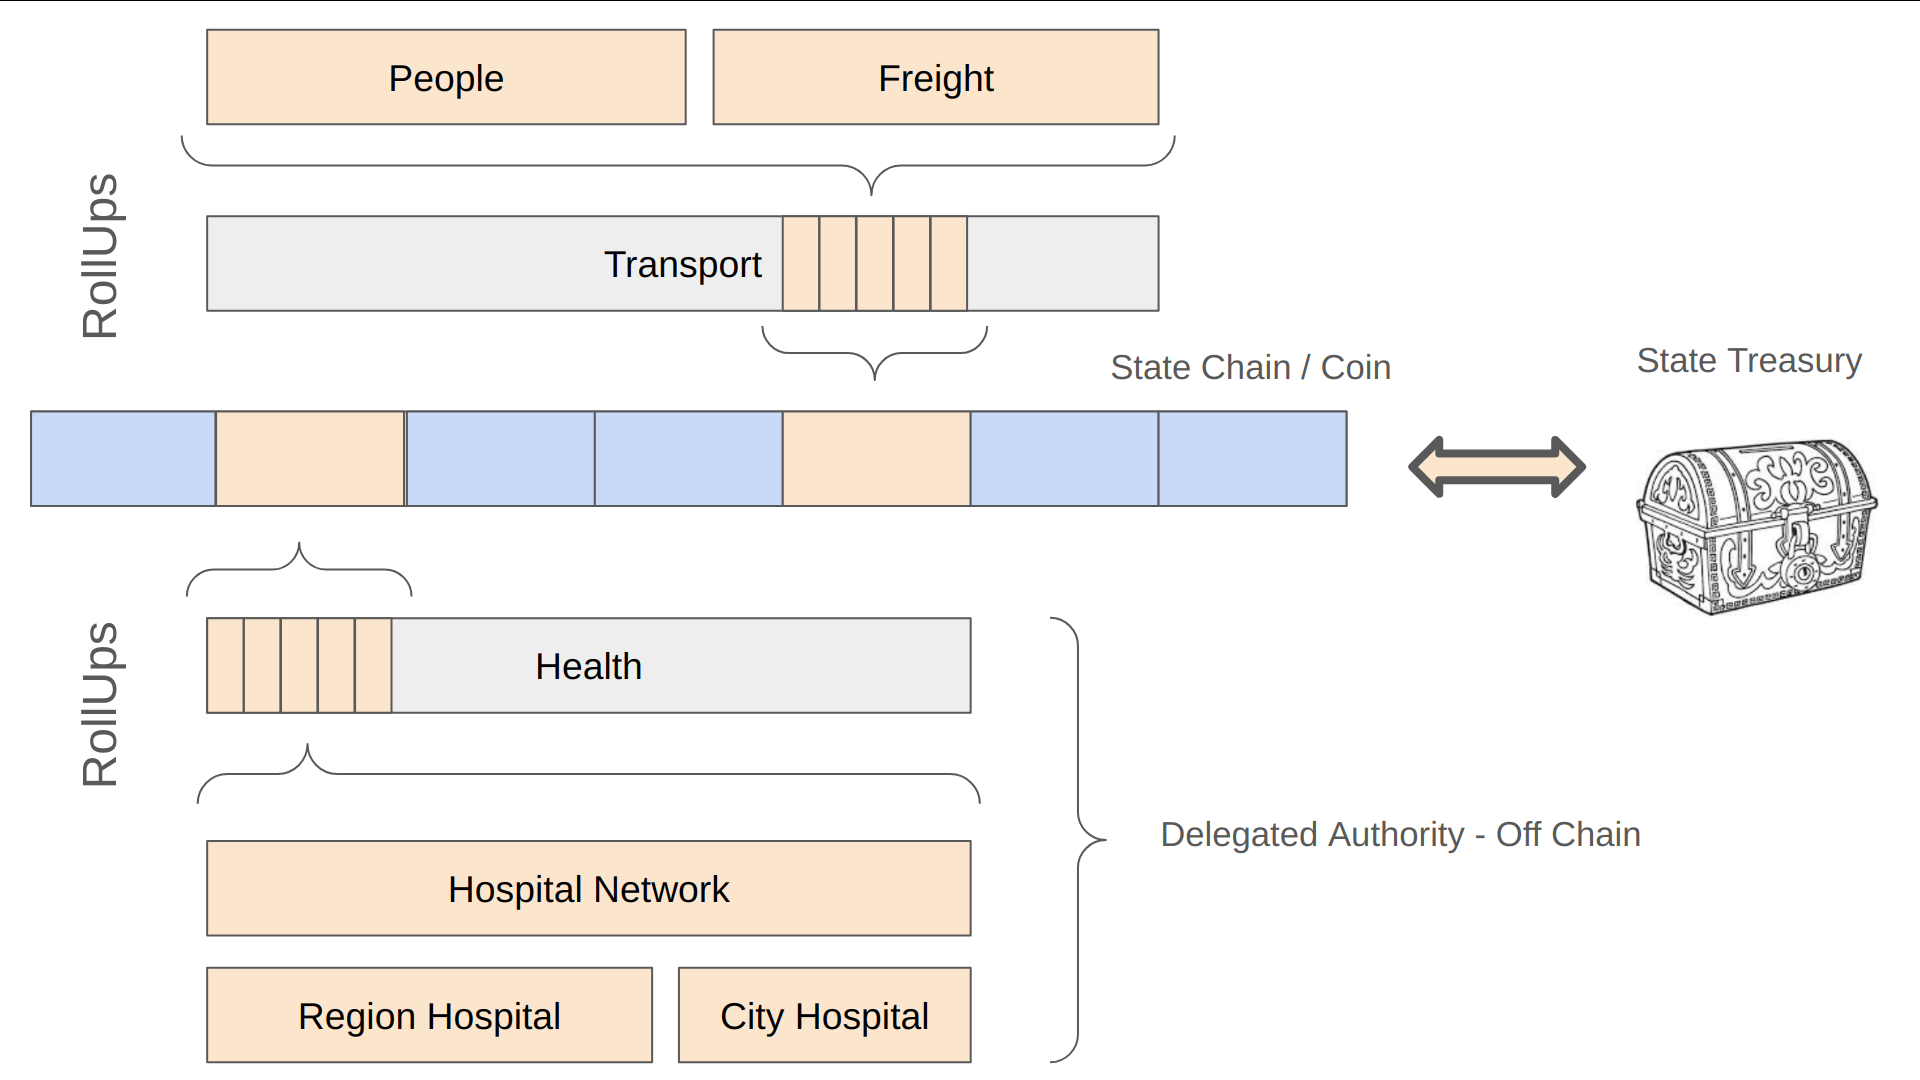 People
Freight
RollUps
Transport
State Chain / Coin
State Treasury
RollUps
Health
Delegated Authority - Off Chain
Hospital Network
Region Hospital
City Hospital